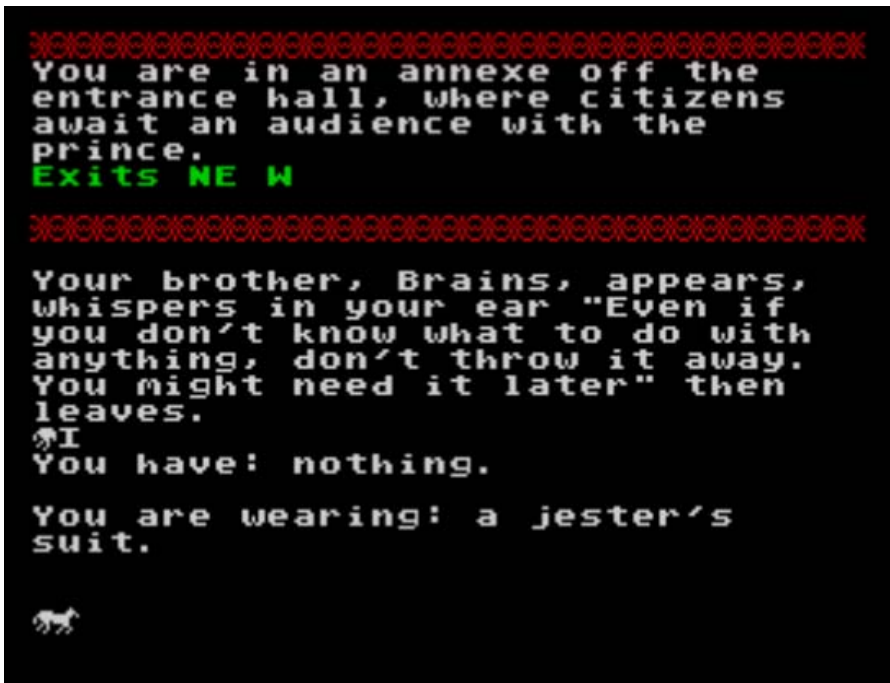 You are in an annexe off the
entrance hall, where citizens
await an audience with the
prince.
Exits NE W
Your brother, Brains, appears,
whispers in your ear "Even if
you don't know what to do with
anything, don't throw it away.
You might need it later" then
leaves.
I
You have: nothing.
You are wearing: a jester's
suit.